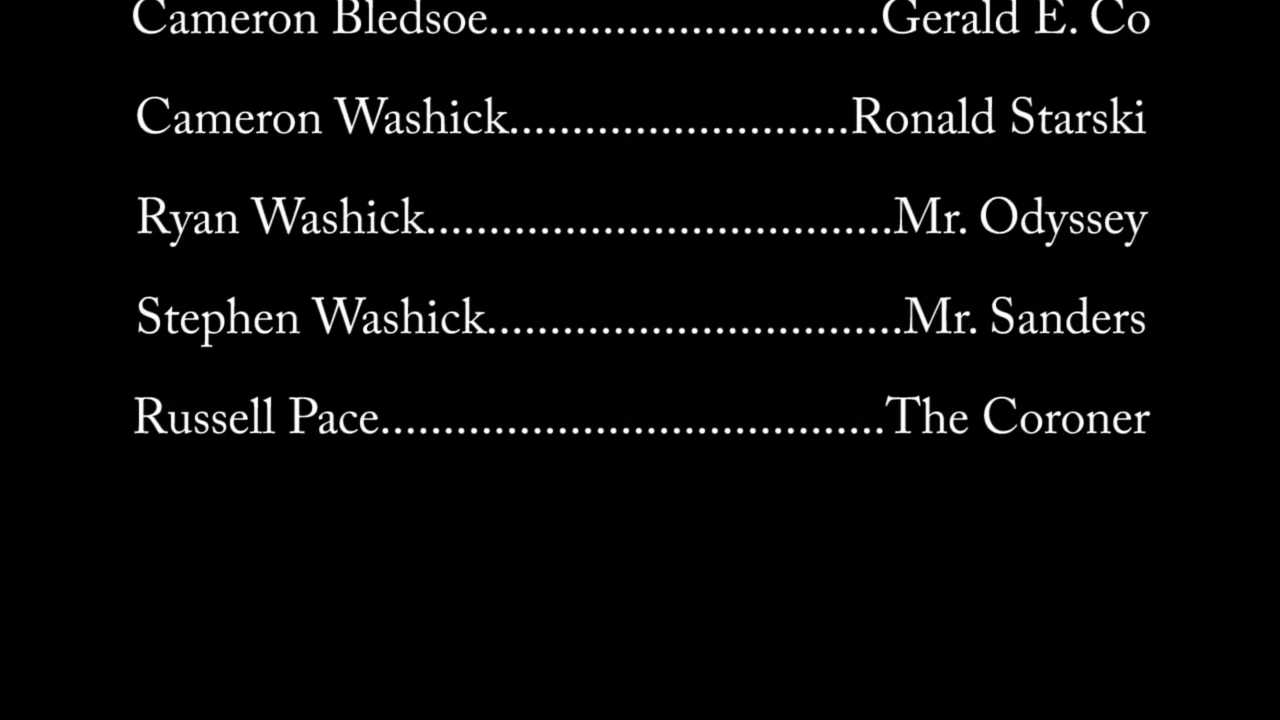 Cameron Bledsoe...............................Gerald E. Co
Cameron Washick...........................Ronald Starski
Ryan Washick.....................................Mr. Odyssey
Stephen Washick.................................Mr. Sanders
Russell Pace........................................The Coroner